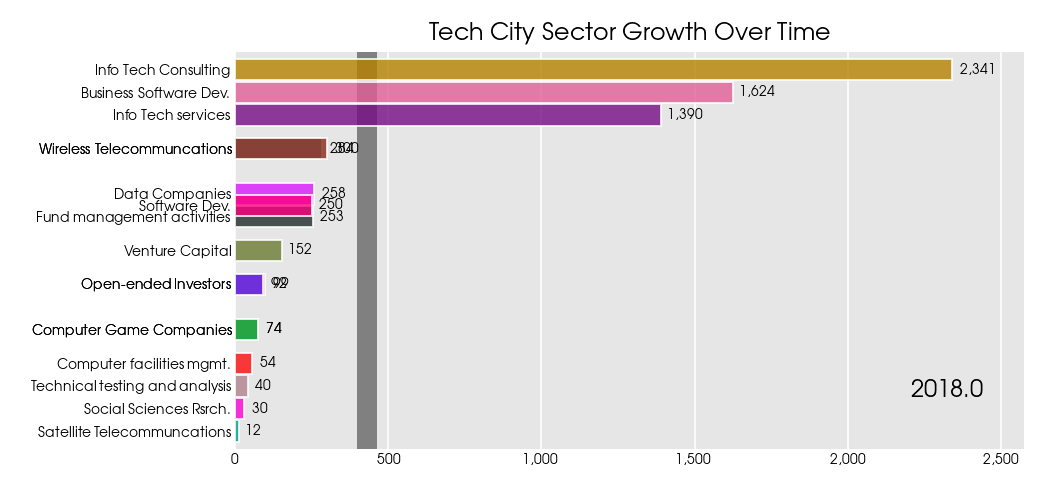 Tech City Sector Growth Over Time
Info Tech Consulting 2,341
Business Software Dev. 1,624
Info Tech services 1,390
Wireless Telecommuncations
Data Companies 258
Software Dev. 250
Fund management activities 253
Venture Capital 152
Open-ended Investors
Computer Game Companies 74
Computer facilities mgmt. 54
Technical testing and analysis 40
2018.0
Social Sciences Rsrch. 30
Satellite Telecommuncations 12
0 500 1,000 1,500 2,000 2,500